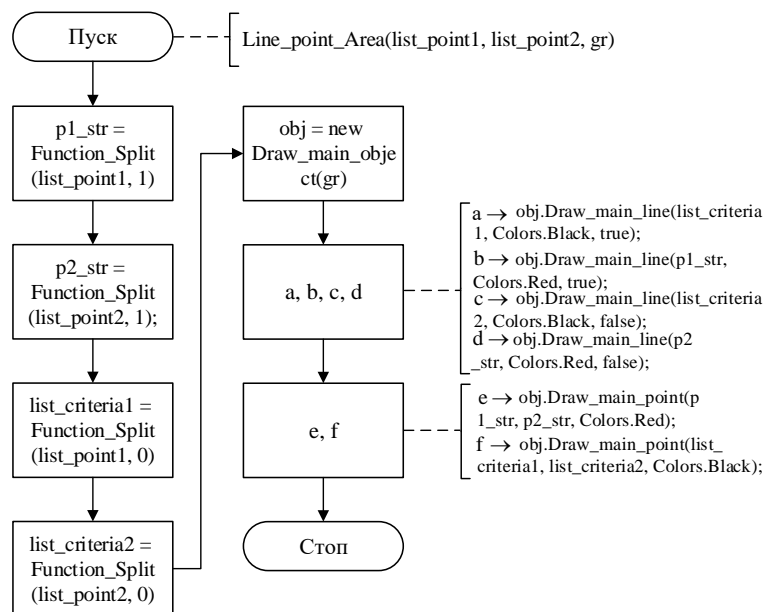 Пуск
Line_point_Area(list_point1, list_point2, gr)
p1_str =
Function_Split
(list_point1, 1)
p2_str =
Function_Split
(list_point2, 1);
list_criteria1 =
Function_Split
(list_point1, 0)
list_criteria2 =
Function_Split
(list_point2, 0)
obj = new
Draw_main_obje
ct(gr)
a, b, c, d
a → obj.Draw_main_line(list_criteria
1, Colors.Black, true);
b → obj.Draw_main_line(p1_str,
Colors.Red, true);
c → obj.Draw_main_line(list_criteria
2, Colors.Black, false);
d → obj.Draw_main_line(p2
_str, Colors.Red, false);
e, f
e → obj.Draw_main_point(p
1_str, p2_str, Colors.Red);
f → obj.Draw_main_point(list_
criteria1, list_criteria2, Colors.Black);
Стоп